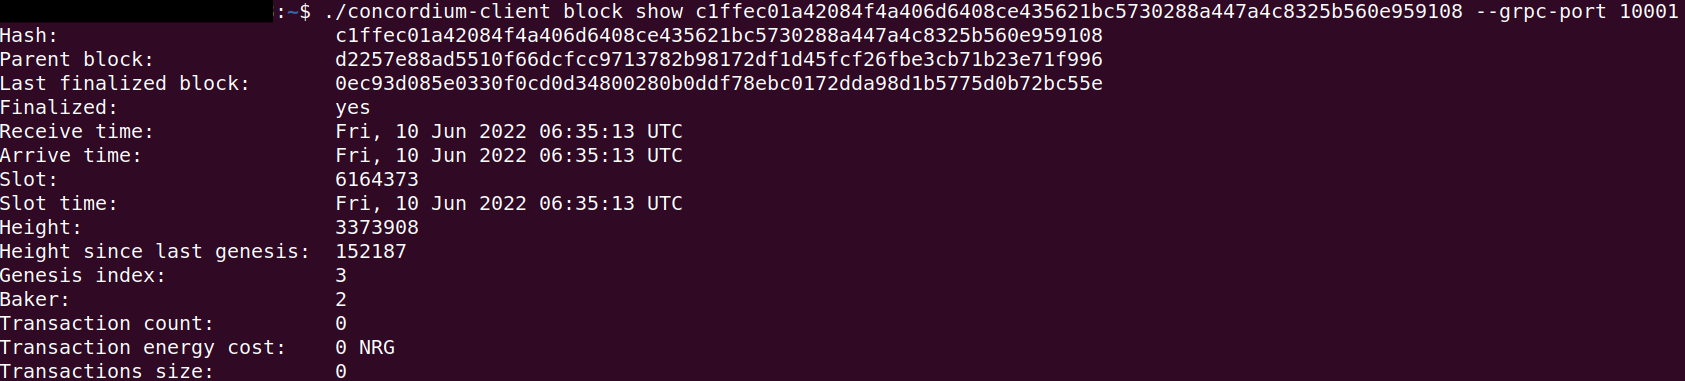 :~$ ./concordium-client block show c1ffec01a42084f4a406d6408ce435621bc5730288a447a4c8325b560e959108 --grpc-port 10001
Hash: c1ffec01a42084f4a406d6408ce435621bc5730288a447a4c8325b560e959108
Parent block: d2257e88ad5510f66dcfcc9713782b98172df1d45fcf26fbe3cb71b23e71f996
Last finalized block: 0ec93d085e0330f0cd0d34800280b0ddf78ebc0172dda98d1b5775d0b72bc55e
Finalized: yes
Receive time: Fri, 10 Jun 2022 06:35:13 UTC
Arrive time: Fri, 10 Jun 2022 06:35:13 UTC
Slot: 6164373
Slot time: Fri, 10 Jun 2022 06:35:13 UTC
Height: 3373908
Height since last genesis: 152187
Genesis index: 3
Baker: 2
Transaction count: 0
Transaction energy cost: 0 NRG
Transactions size: 0